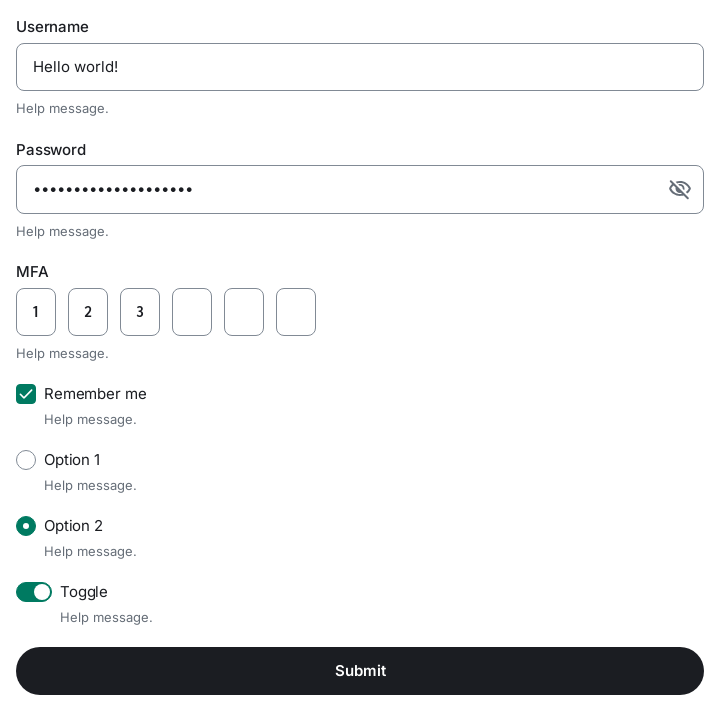 Username
Hello world!
Help message.
Password
••••••••••••••••••••
Help message.
MFA
1 2 3
Help message.
Remember me
Help message.
Option 1
Help message.
Option 2
Help message.
Toggle
Help message.
Submit